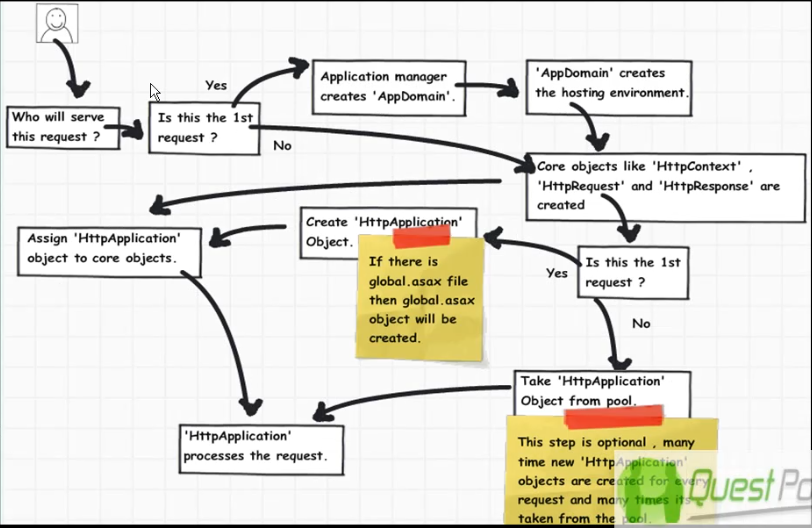 Yes
Application manager
creates 'AppDomain'.
'AppDomain' creates
the hosting environment.
Who will serve
this request ?
Is this the 1st
request ?
No
Core objects like 'HttpContext' ,
'HttpRequest' and 'HttpResponse' are
created
Create 'HttpApplication'
Object.
Assign 'HttpApplication'
object to core objects.
If there is
global.asax file
then global.asax
object will be
created.
Yes
Is this the 1st
request ?
No
Take 'HttpApplication'
Object from pool.
'HttpApplication'
processes the request.
This step is optional , many
time new 'HttpApplication'
objects are created for every
request and many times its
taken from the pool.
QuestPo